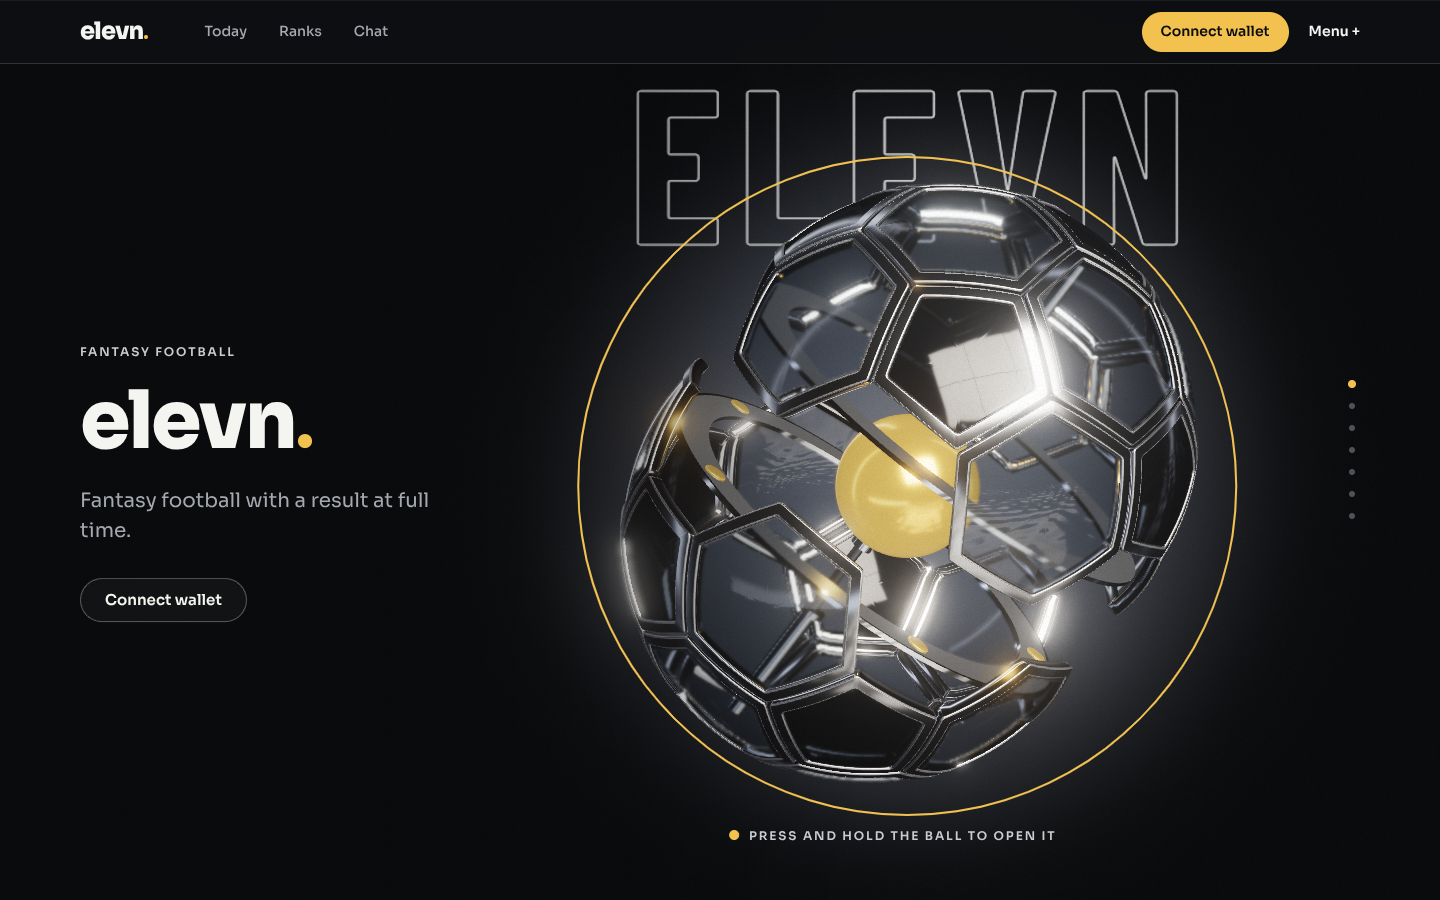 elevn.
Today
Ranks
Chat
Connect wallet
Menu +
ELEVN
FANTASY FOOTBALL
elevn.
Fantasy football with a result at full
time.
Connect wallet
PRESS AND HOLD THE BALL TO OPEN IT